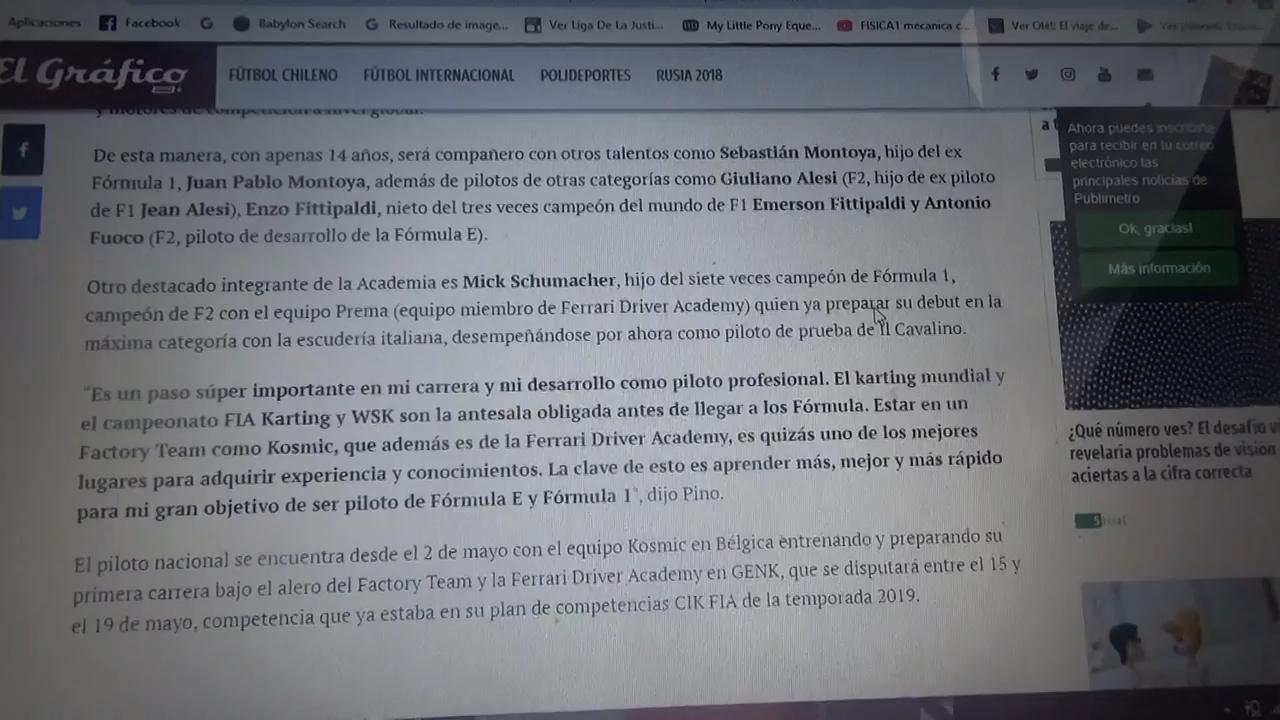 Aplicaciones Facebook Babylon Search Resultado de image... Ver Liga De La Justi... My Little Pony Eque... FISICA1 mecanica c... Ver Olé!: El viaje de...
El Gráfico FÚTBOL CHILENO FÚTBOL INTERNACIONAL POLIDEPORTES RUSIA 2018
y motores de competición a nivel global.
De esta manera, con apenas 14 años, será compañero con otros talentos como Sebastián Montoya, hijo del ex
Fórmula 1, Juan Pablo Montoya, además de pilotos de otras categorías como Giuliano Alesi (F2, hijo de ex piloto
de F1 Jean Alesi), Enzo Fittipaldi, nieto del tres veces campeón del mundo de F1 Emerson Fittipaldi y Antonio
Fuoco (F2, piloto de desarrollo de la Fórmula E).
Otro destacado integrante de la Academia es Mick Schumacher, hijo del siete veces campeón de Fórmula 1,
campeón de F2 con el equipo Prema (equipo miembro de Ferrari Driver Academy) quien ya preparar su debut en la
máxima categoría con la escudería italiana, desempeñándose por ahora como piloto de prueba de Il Cavalino.
"Es un paso súper importante en mi carrera y mi desarrollo como piloto profesional. El karting mundial y
el campeonato FIA Karting y WSK son la antesala obligada antes de llegar a los Fórmula. Estar en un
Factory Team como Kosmic, que además es de la Ferrari Driver Academy, es quizás uno de los mejores
lugares para adquirir experiencia y conocimientos. La clave de esto es aprender más, mejor y más rápido
para mi gran objetivo de ser piloto de Fórmula E y Fórmula 1", dijo Pino.
El piloto nacional se encuentra desde el 2 de mayo con el equipo Kosmic en Bélgica entrenando y preparando su
primera carrera bajo el alero del Factory Team y la Ferrari Driver Academy en GENK, que se disputará entre el 15 y
el 19 de mayo, competencia que ya estaba en su plan de competencias CIK FIA de la temporada 2019.
Ahora puedes inscribirte
para recibir en tu correo
electrónico las
principales noticias de
Publimetro
Ok, gracias!
Más información
¿Qué número ves? El desafío
revelaría problemas de visión
aciertas a la cifra correcta